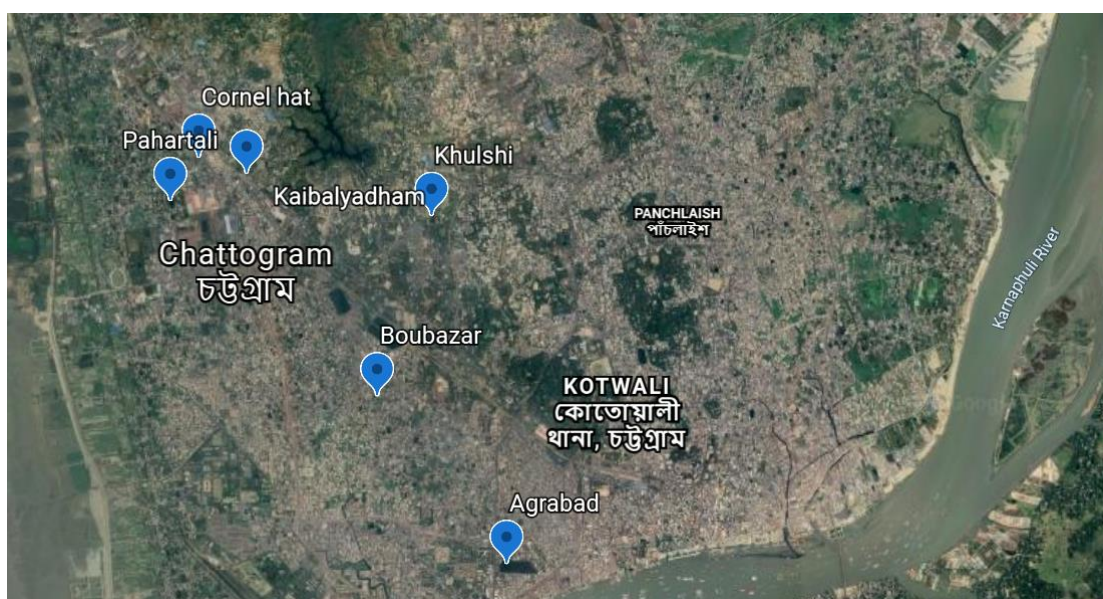 Cornel hat
Pahartali
Khulshi
Kaibalyadham
PANCHLAISH
পাঁচলাইশ
Chattogram
চট্টগ্রাম
Karnaphuli River
Boubazar
KOTWALI
কোতোয়ালী
থানা, চট্টগ্রাম
Agrabad